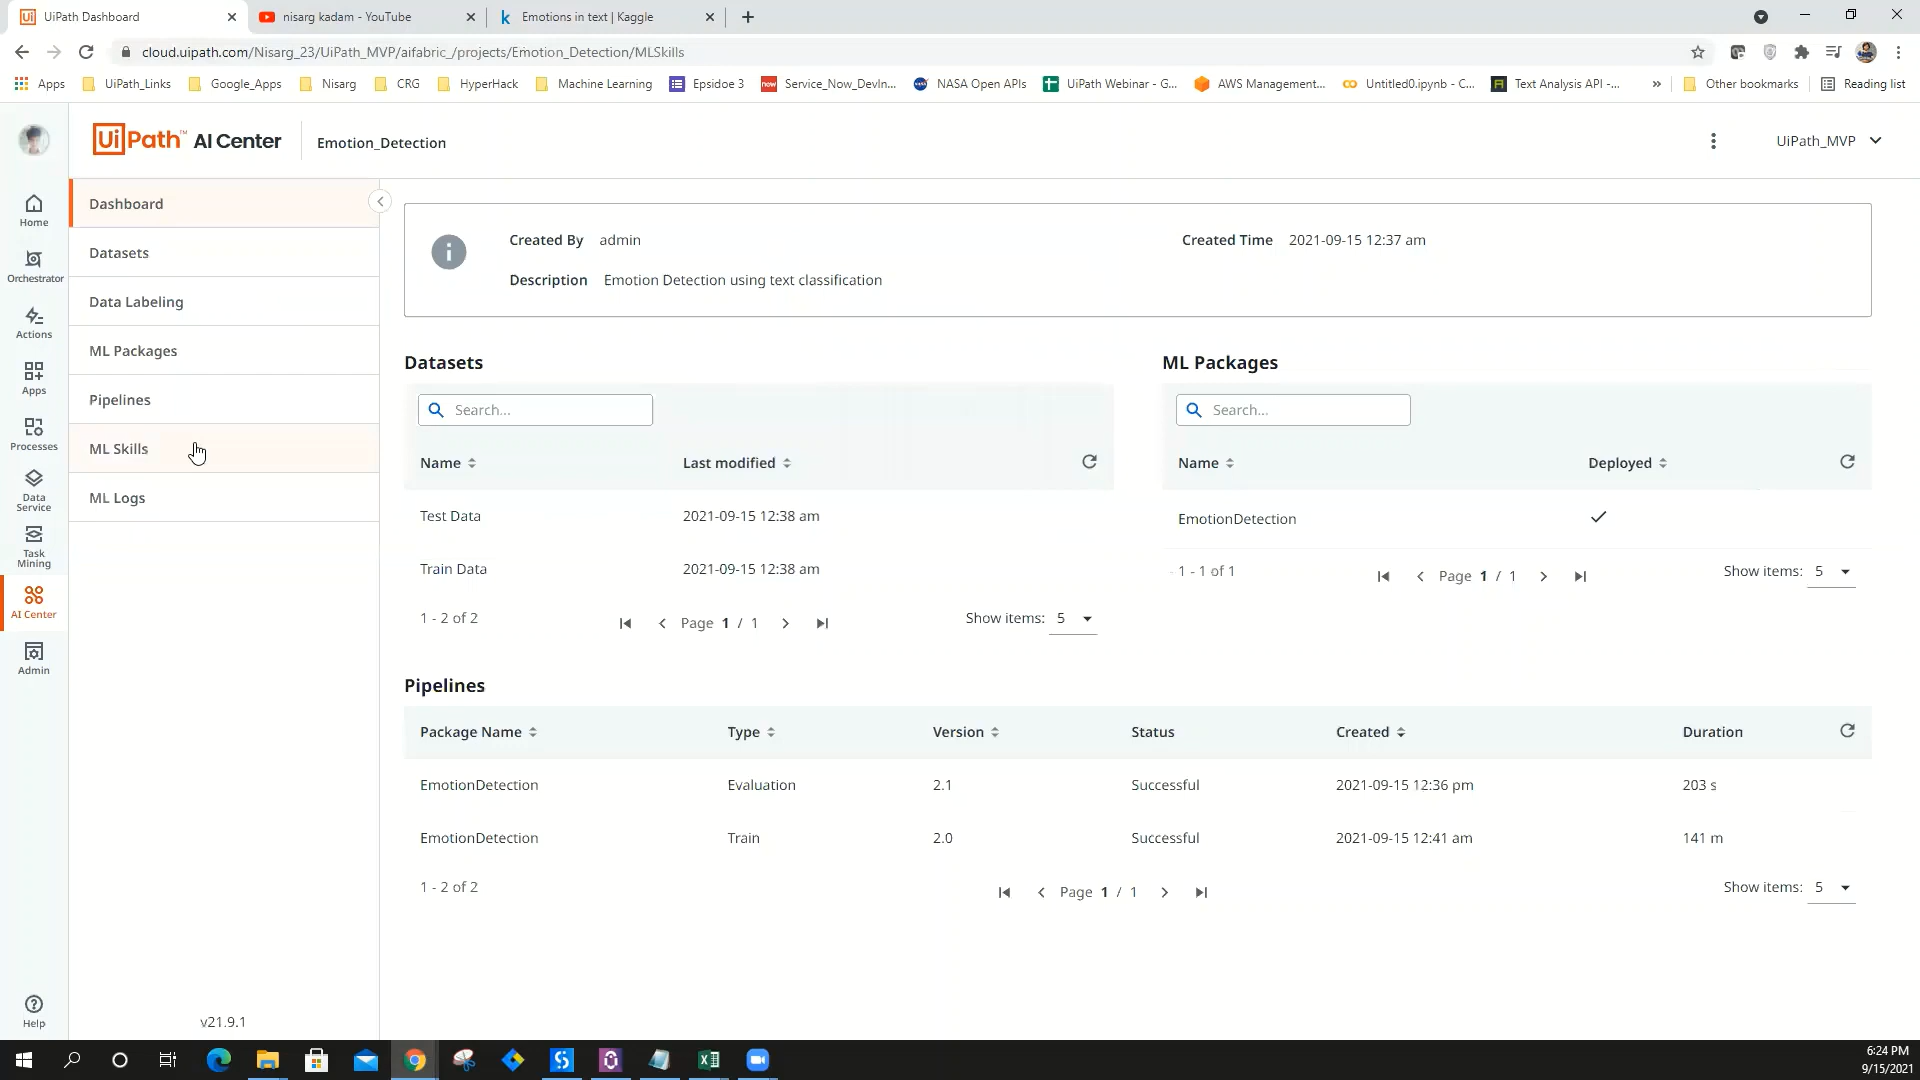 UiPath Dashboard
nisarg kadam - YouTube
Emotions in text | Kaggle
cloud.uipath.com/Nisarg_23/UiPath_MVP/aifabric_/projects/Emotion_Detection/MLSkills
Apps UiPath_Links Google_Apps Nisarg CRG HyperHack Machine Learning Epsidoe 3 Service_Now_DevIn... NASA Open APIs UiPath Webinar - G... AWS Management... Untitled0.ipynb - C... Text Analysis API -... » Other bookmarks Reading list
UiPath™ AI Center Emotion_Detection UiPath_MVP
Home
Orchestrator
Actions
Apps
Processes
Data
Service
Task
Mining
AI Center
Admin
Help
Dashboard
Datasets
Data Labeling
ML Packages
Pipelines
ML Skills
ML Logs
v21.9.1
Created By admin Created Time 2021-09-15 12:37 am
Description Emotion Detection using text classification
Datasets
Search...
Name Last modified
Test Data 2021-09-15 12:38 am
Train Data 2021-09-15 12:38 am
1 - 2 of 2 Page 1 / 1 Show items: 5
ML Packages
Search...
Name Deployed
EmotionDetection
1 - 1 of 1 Page 1 / 1 Show items: 5
Pipelines
Package Name Type Version Status Created Duration
EmotionDetection Evaluation 2.1 Successful 2021-09-15 12:36 pm 203 s
EmotionDetection Train 2.0 Successful 2021-09-15 12:41 am 141 m
1 - 2 of 2 Page 1 / 1 Show items: 5
6:24 PM
9/15/2021